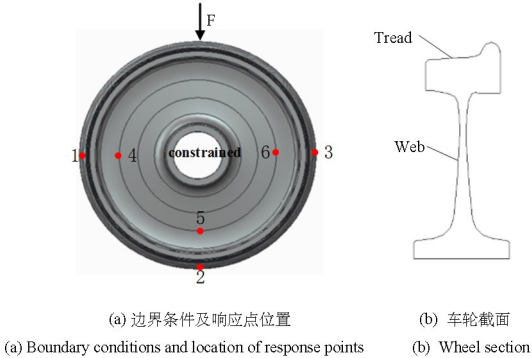 F
Tread
constrained
Web
1
4
6
3
5
2
(a) 边界条件及响应点位置
(b) 车轮截面
(a) Boundary conditions and location of response points
(b) Wheel section